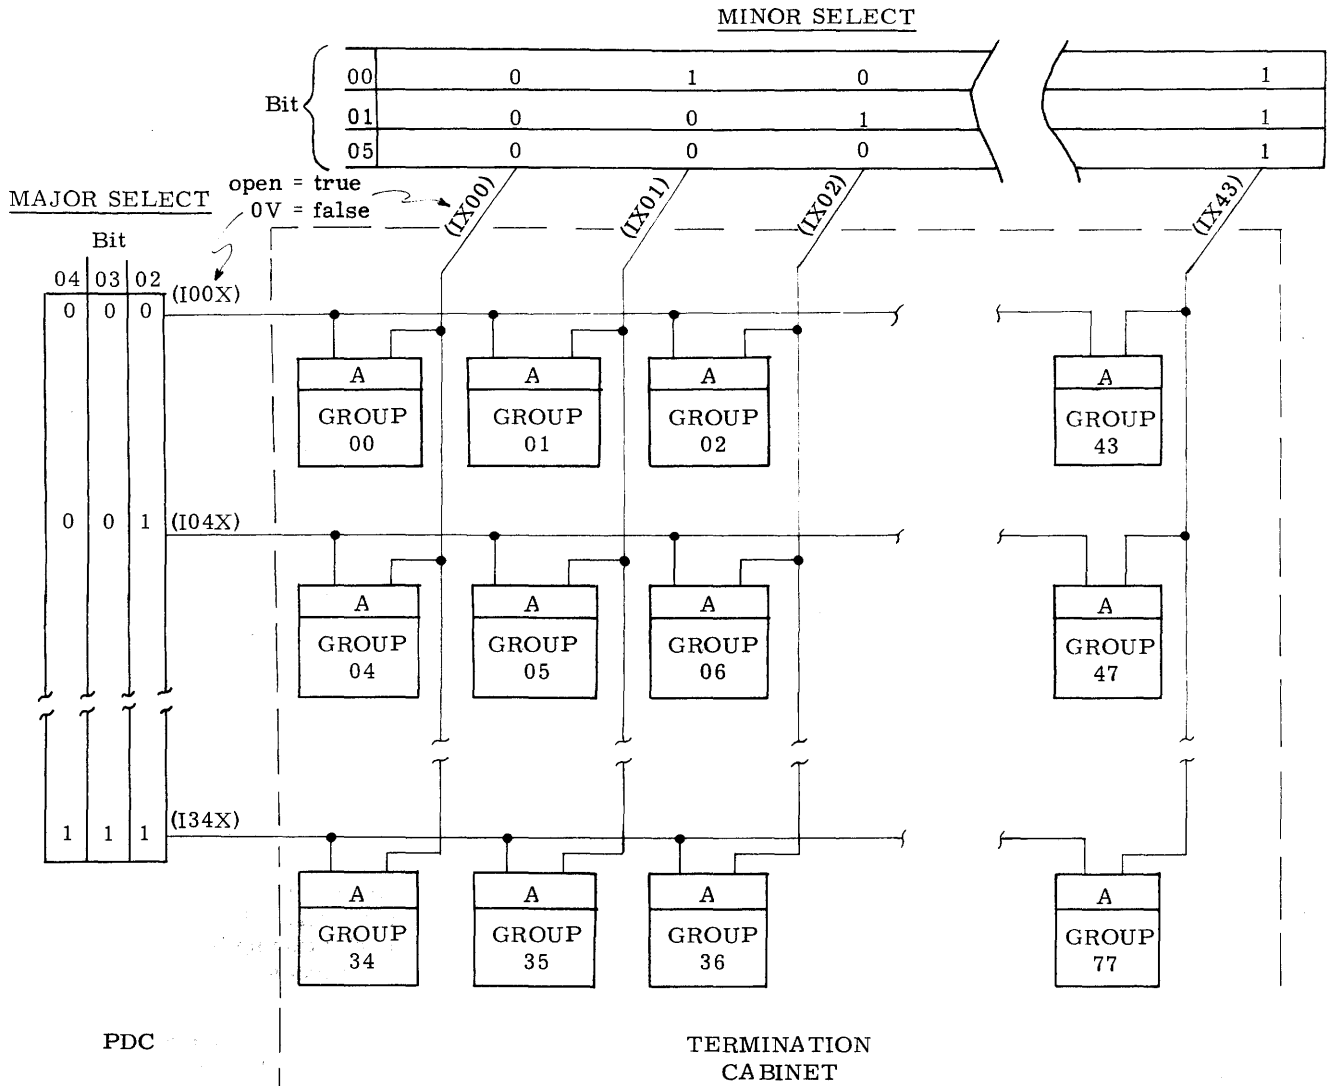 MINOR SELECT
Bit
00 0 1 0 1
01 0 0 1 1
05 0 0 0 1
open = true
0V = false
(IX00) (IX01) (IX02) (IX43)
MAJOR SELECT
Bit
04 03 02
0 0 0 (I00X)
A A A A
GROUP GROUP GROUP GROUP
00 01 02 43
0 0 1 (I04X)
A A A A
GROUP GROUP GROUP GROUP
04 05 06 47
1 1 1 (I34X)
A A A A
GROUP GROUP GROUP GROUP
34 35 36 77
PDC
TERMINATION
CABINET